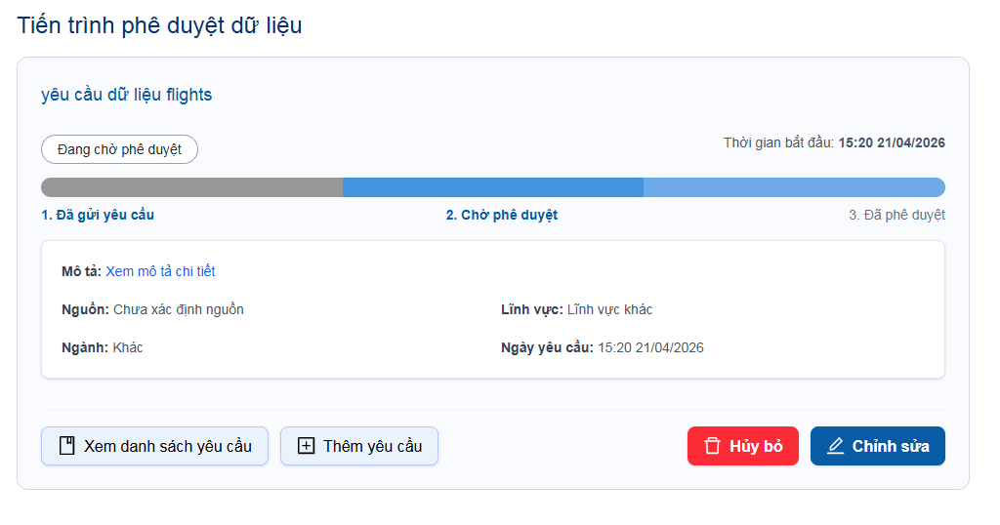 Tiến trình phê duyệt dữ liệu
yêu cầu dữ liệu flights
Đang chờ phê duyệt
Thời gian bắt đầu: 15:20 21/04/2026
1. Đã gửi yêu cầu
2. Chờ phê duyệt
3. Đã phê duyệt
Mô tả: Xem mô tả chi tiết
Nguồn: Chưa xác định nguồn
Lĩnh vực: Lĩnh vực khác
Ngành: Khác
Ngày yêu cầu: 15:20 21/04/2026
Xem danh sách yêu cầu
Thêm yêu cầu
Hủy bỏ
Chỉnh sửa